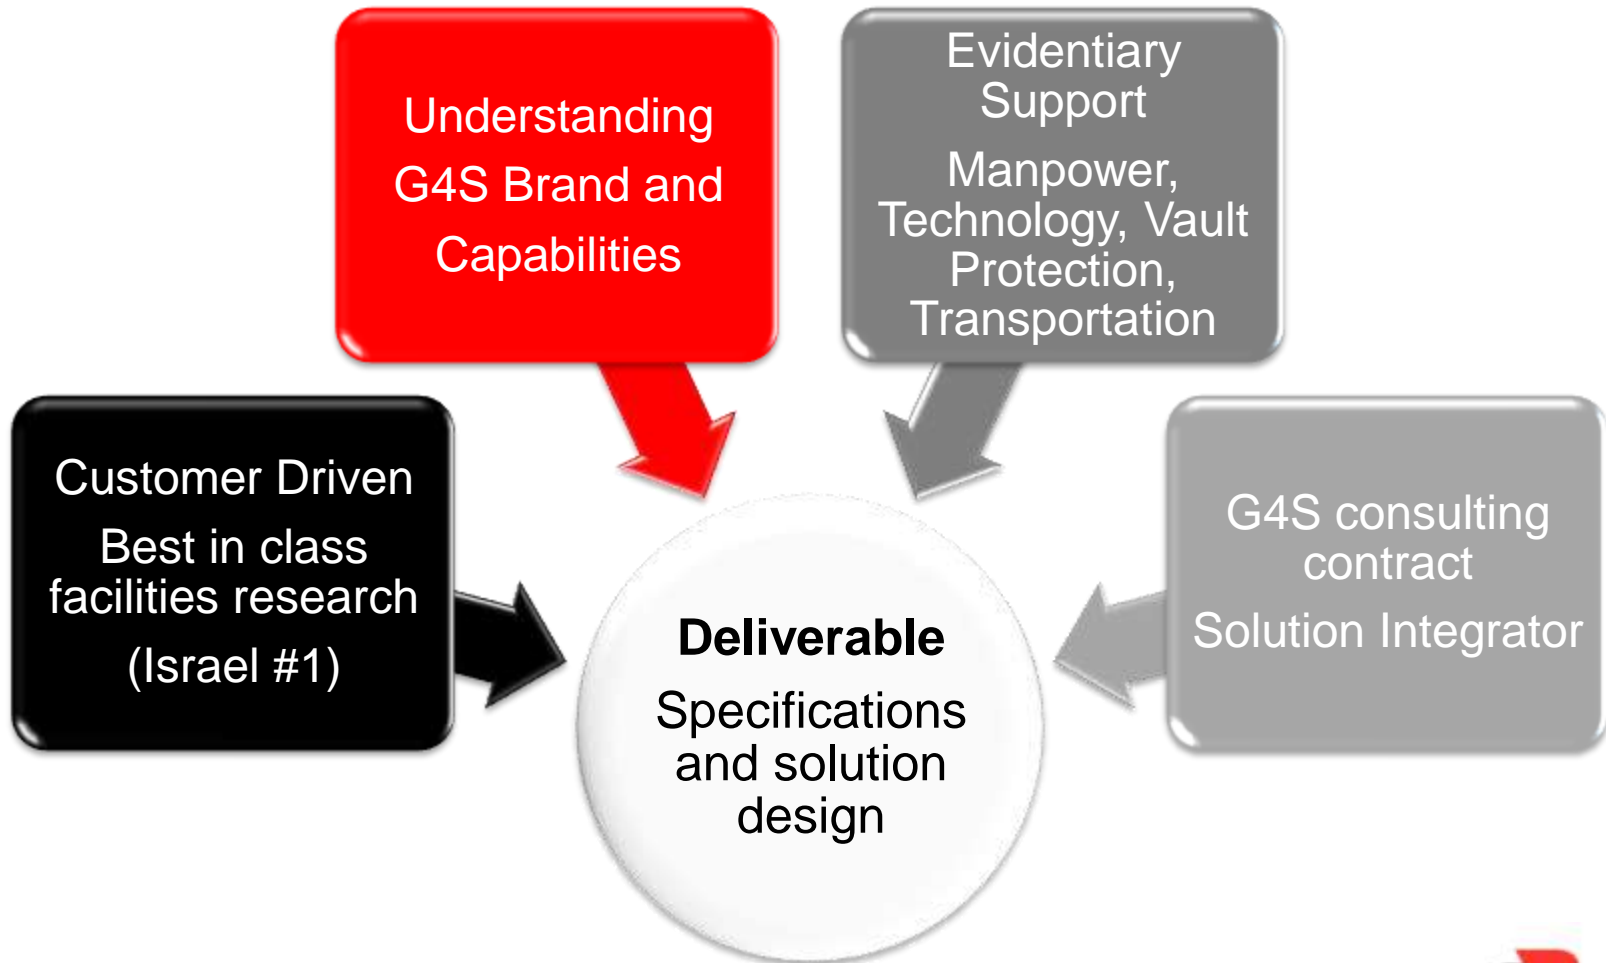 Understanding
G4S Brand and
Capabilities
Evidentiary
Support
Manpower,
Technology, Vault
Protection,
Transportation
Customer Driven
Best in class
facilities research
(Israel #1)
G4S consulting
contract
Solution Integrator
Deliverable
Specifications
and solution
design